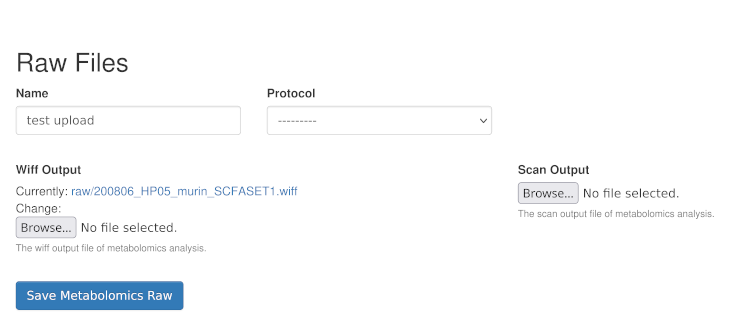 Raw Files
Name
Protocol
test upload
---------
Wiff Output
Scan Output
Currently: raw/200806_HP05_murin_SCFASET1.wiff
Change:
Browse... No file selected.
Browse... No file selected.
The scan output file of metabolomics analysis.
The wiff output file of metabolomics analysis.
Save Metabolomics Raw